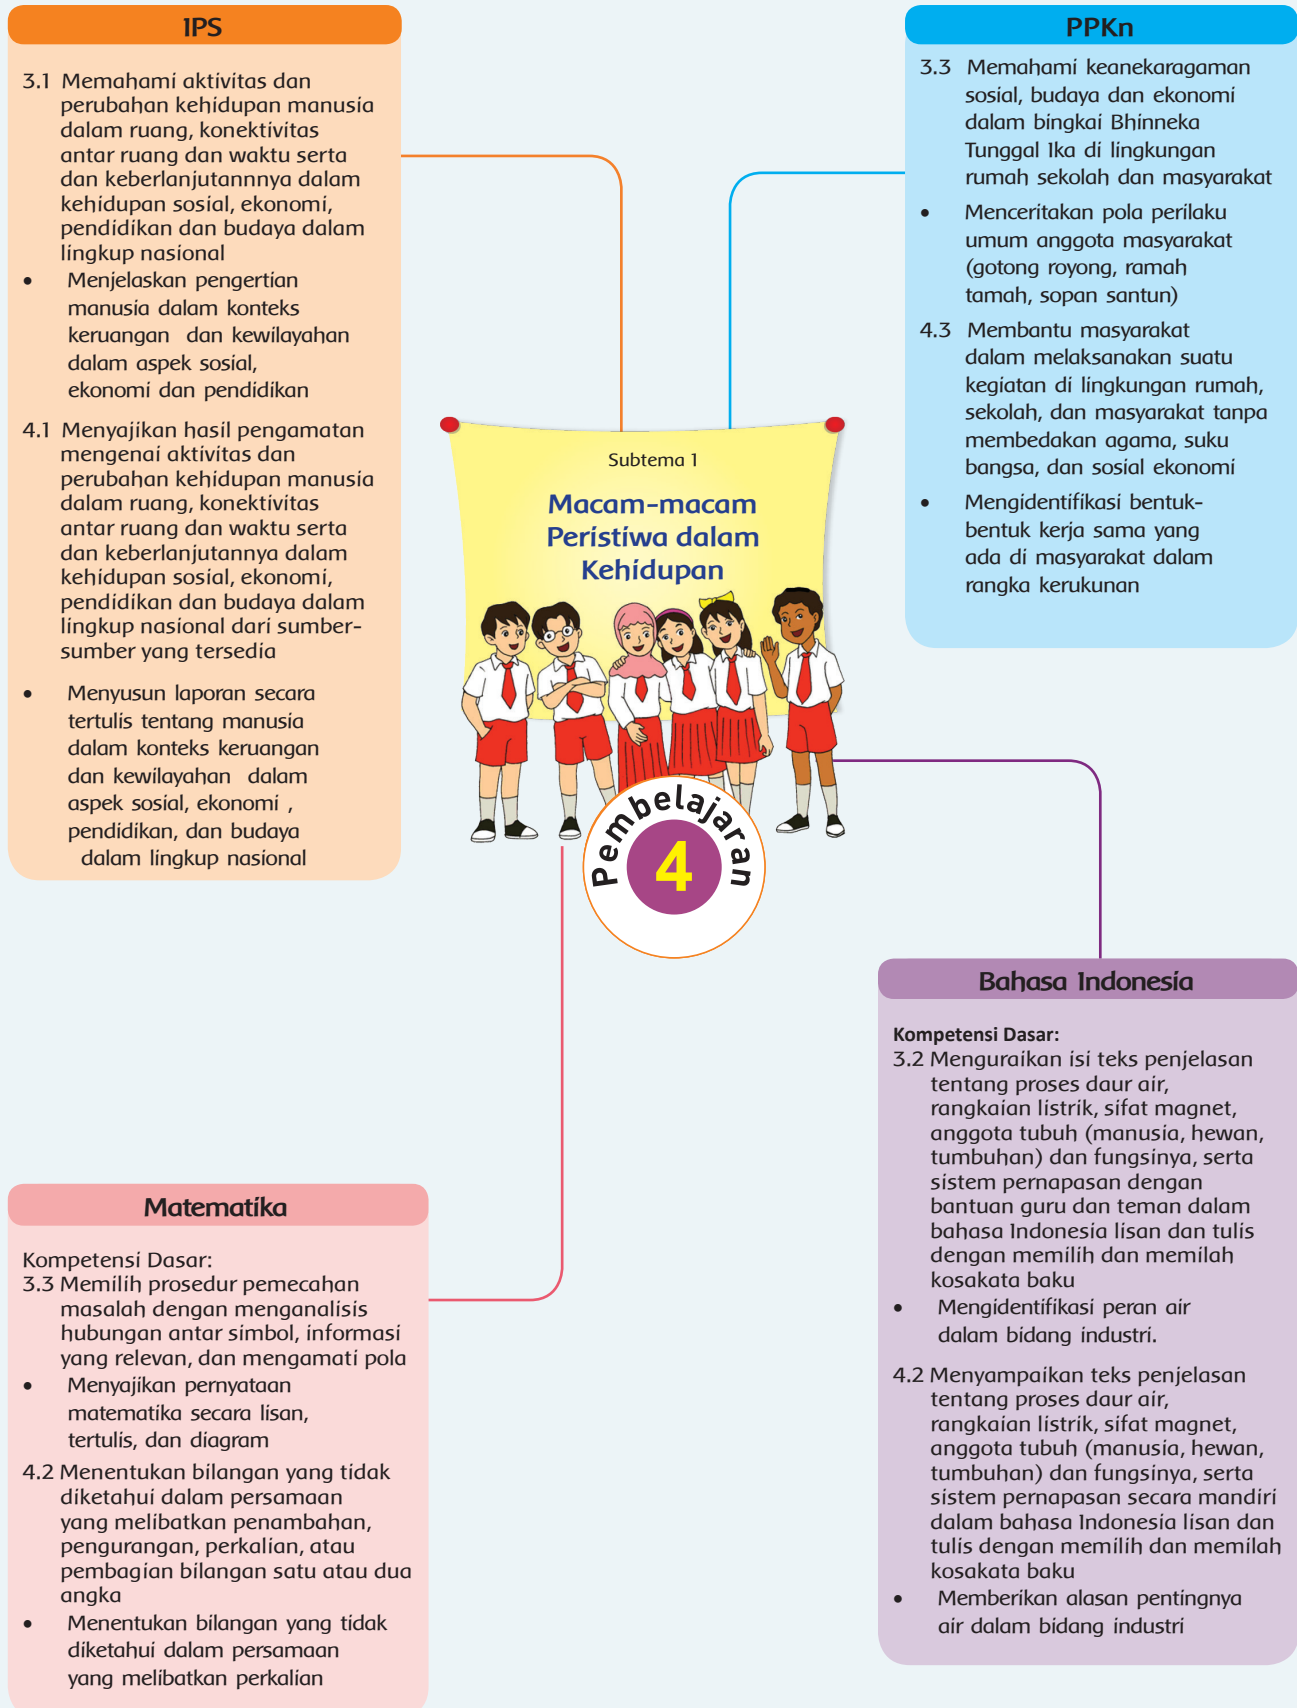 IPS
3.1 Memahami aktivitas dan
perubahan kehidupan manusia
dalam ruang, konektivitas
antar ruang dan waktu serta
dan keberlanjutannnya dalam
kehidupan sosial, ekonomi,
pendidikan dan budaya dalam
lingkup nasional
• Menjelaskan pengertian
manusia dalam konteks
keruangan dan kewilayahan
dalam aspek sosial,
ekonomi dan pendidikan
4.1 Menyajikan hasil pengamatan
mengenai aktivitas dan
perubahan kehidupan manusia
dalam ruang, konektivitas
antar ruang dan waktu serta
dan keberlanjutannya dalam
kehidupan sosial, ekonomi,
pendidikan dan budaya dalam
lingkup nasional dari sumber-
sumber yang tersedia
• Menyusun laporan secara
tertulis tentang manusia
dalam konteks keruangan
dan kewilayahan dalam
aspek sosial, ekonomi ,
pendidikan, dan budaya
dalam lingkup nasional
PPKn
3.3 Memahami keanekaragaman
sosial, budaya dan ekonomi
dalam bingkai Bhinneka
Tunggal Ika di lingkungan
rumah sekolah dan masyarakat
• Menceritakan pola perilaku
umum anggota masyarakat
(gotong royong, ramah
tamah, sopan santun)
4.3 Membantu masyarakat
dalam melaksanakan suatu
kegiatan di lingkungan rumah,
sekolah, dan masyarakat tanpa
membedakan agama, suku
bangsa, dan sosial ekonomi
• Mengidentifikasi bentuk-
bentuk kerja sama yang
ada di masyarakat dalam
rangka kerukunan
Subtema 1
Macam-macam
Peristiwa dalam
Kehidupan
Pembelajaran
4
Matematika
Kompetensi Dasar:
3.3 Memilih prosedur pemecahan
masalah dengan menganalisis
hubungan antar simbol, informasi
yang relevan, dan mengamati pola
• Menyajikan pernyataan
matematika secara lisan,
tertulis, dan diagram
4.2 Menentukan bilangan yang tidak
diketahui dalam persamaan
yang melibatkan penambahan,
pengurangan, perkalian, atau
pembagian bilangan satu atau dua
angka
• Menentukan bilangan yang tidak
diketahui dalam persamaan
yang melibatkan perkalian
Bahasa Indonesia
Kompetensi Dasar:
3.2 Menguraikan isi teks penjelasan
tentang proses daur air,
rangkaian listrik, sifat magnet,
anggota tubuh (manusia, hewan,
tumbuhan) dan fungsinya, serta
sistem pernapasan dengan
bantuan guru dan teman dalam
bahasa Indonesia lisan dan tulis
dengan memilih dan memilah
kosakata baku
• Mengidentifikasi peran air
dalam bidang industri.
4.2 Menyampaikan teks penjelasan
tentang proses daur air,
rangkaian listrik, sifat magnet,
anggota tubuh (manusia, hewan,
tumbuhan) dan fungsinya, serta
sistem pernapasan secara mandiri
dalam bahasa Indonesia lisan dan
tulis dengan memilih dan memilah
kosakata baku
• Memberikan alasan pentingnya
air dalam bidang industri